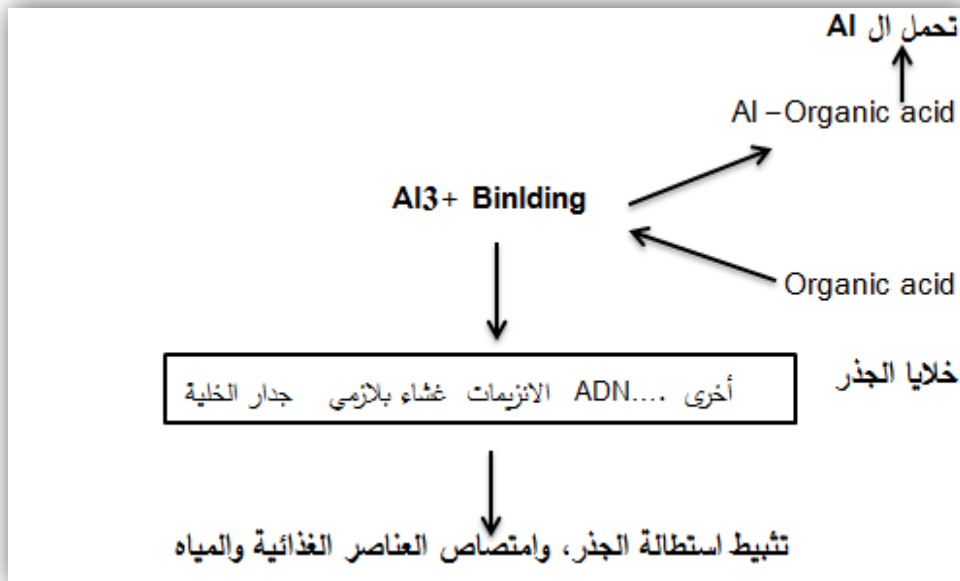 تحمل ال Al
Al –Organic acid
Al3+ Binlding
Organic acid
خلايا الجذر
جدار الخلية غشاء بلازمي الانزيمات ADN.... أخرى
تثبيط استطالة الجذر، وامتصاص العناصر الغذائية والمياه